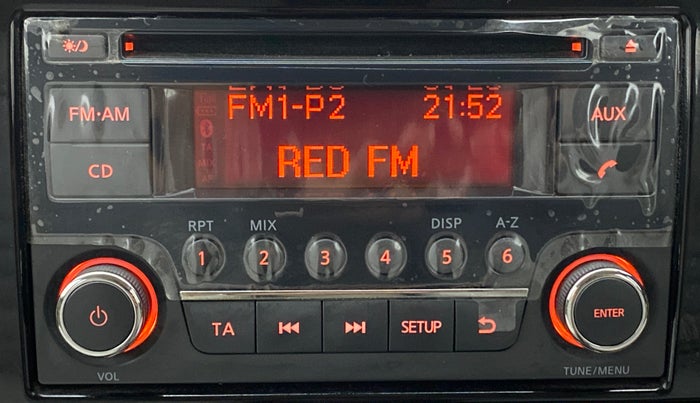 FM1-P2 21:52
FM·AM AUX
RED FM
CD
RPT MIX DISP A-Z
1 2 3 4 5 6
ENTER
TA SETUP
VOL TUNE/MENU